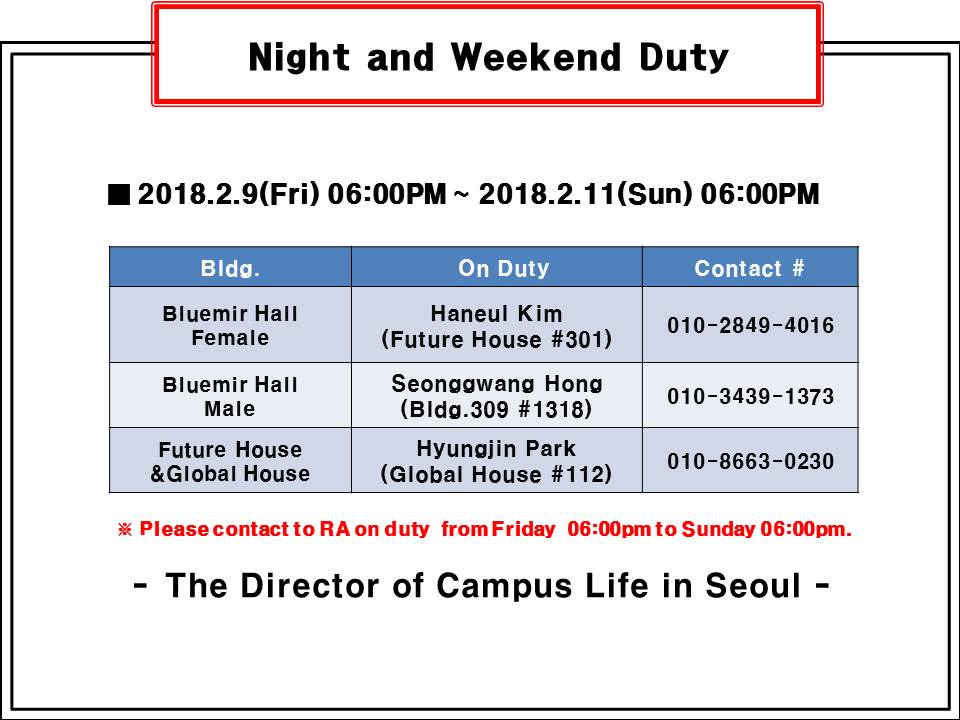 Night and Weekend Duty
■ 2018.2.9(Fri) 06:00PM ~ 2018.2.11(Sun) 06:00PM
Bldg. On Duty Contact #
Bluemir Hall
Female
Haneul Kim
(Future House #301)
010-2849-4016
Bluemir Hall
Male
Seonggwang Hong
(Bldg.309 #1318)
010-3439-1373
Future House
&Global House
Hyungjin Park
(Global House #112)
010-8663-0230
※ Please contact to RA on duty from Friday 06:00pm to Sunday 06:00pm.
- The Director of Campus Life in Seoul -